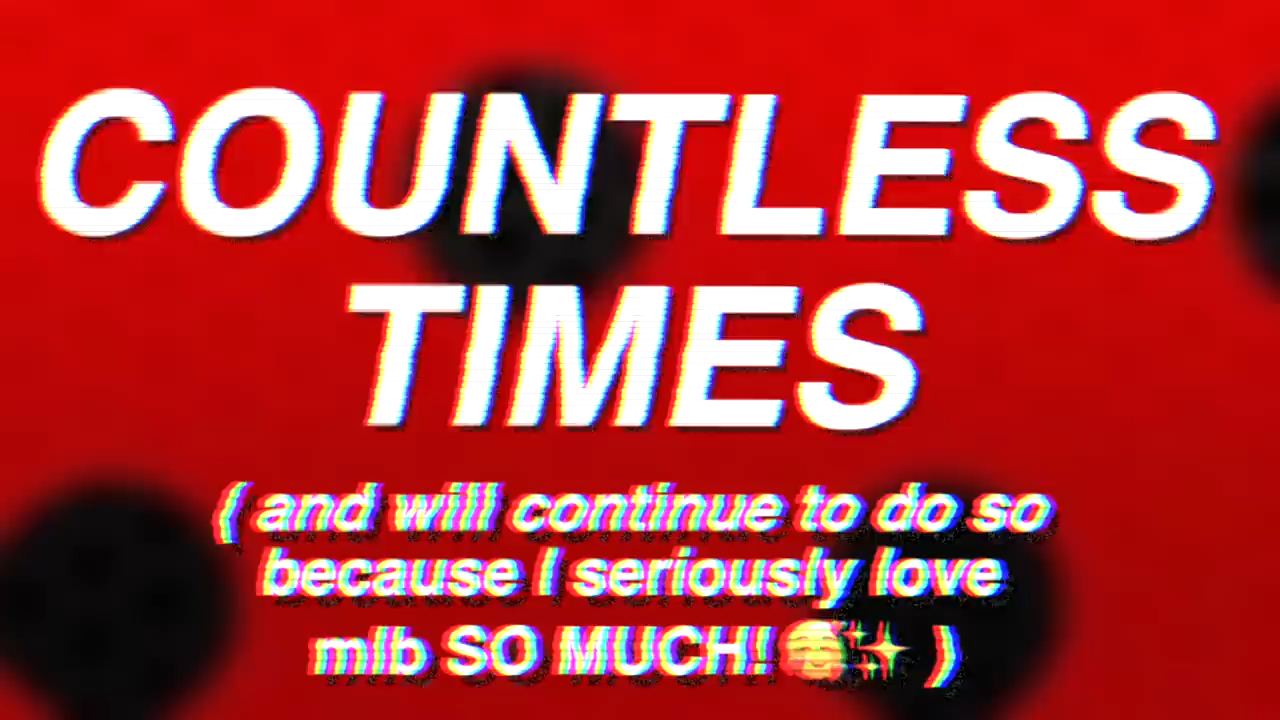 COUNTLESS
TIMES
( and will continue to do so
because I seriously love
mlb SO MUCH! 🥰✨ )